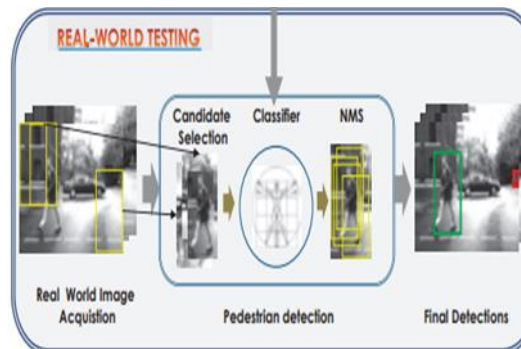 REAL-WORLD TESTING
Candidate
Selection
Classifier
NMS
Real World Image
Acquistion
Pedestrian detection
Final Detections